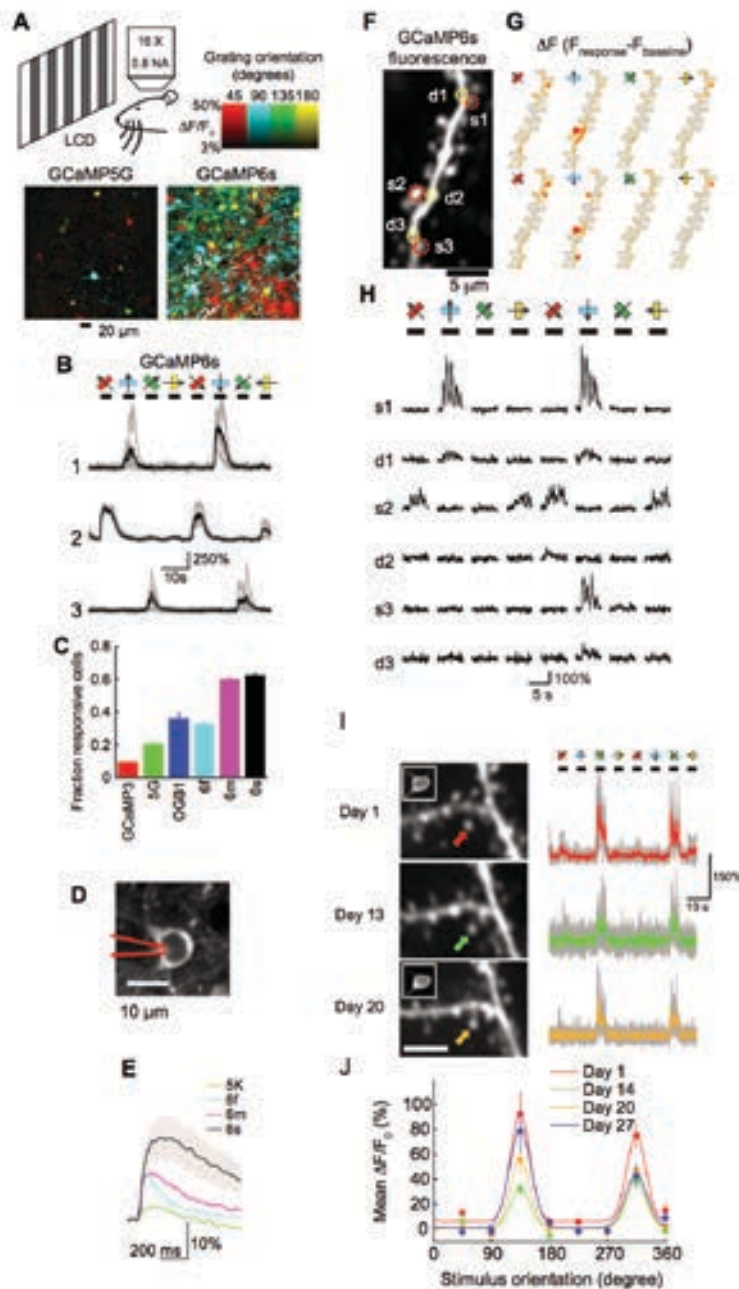 A
16 X
0.8 NA
LCD
Grating orientation
(degrees)
45 90 135 180
50%
ΔF/F0
3%
GCaMP5G
GCaMP6s
3
20 μm
B
GCaMP6s
1
2
250%
10s
3
C
Fraction responsive cells
0.8
0.6
0.4
0.2
0
GCaMP3
5G
OGB1
6f
6m
6s
D
10 μm
E
5K
6f
6m
6s
200 ms
10%
F
GCaMP6s
fluorescence
d1
s1
s2
d2
d3
s3
5 μm
G
ΔF (Fresponse-Fbaseline)
H
s1
d1
s2
d2
s3
d3
100%
5 s
I
Day 1
Day 13
Day 20
150%
J
Day 1
Day 14
Day 20
Day 27
Mean ΔF/F0 (%)
100
80
60
40
20
0
0 90 180 270 360
Stimulus orientation (degree)